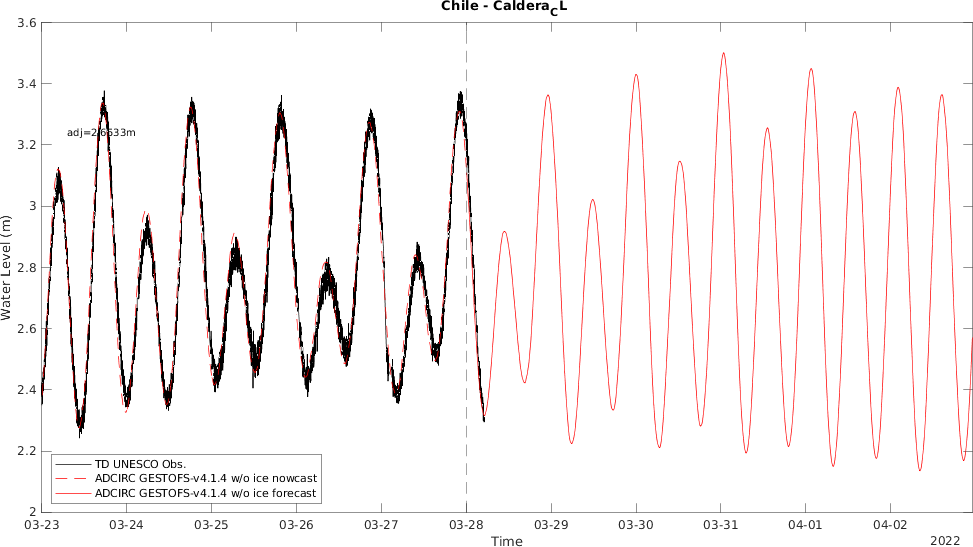 Chile - Caldera_CL
3.6
3.4
3.2
3
2.8
2.6
2.4
2.2
2
Water Level (m)
adj=2.6633m
TD UNESCO Obs.
ADCIRC GESTOFS-v4.1.4 w/o ice nowcast
ADCIRC GESTOFS-v4.1.4 w/o ice forecast
03-23 03-24 03-25 03-26 03-27 03-28 03-29 03-30 03-31 04-01 04-02
Time
2022